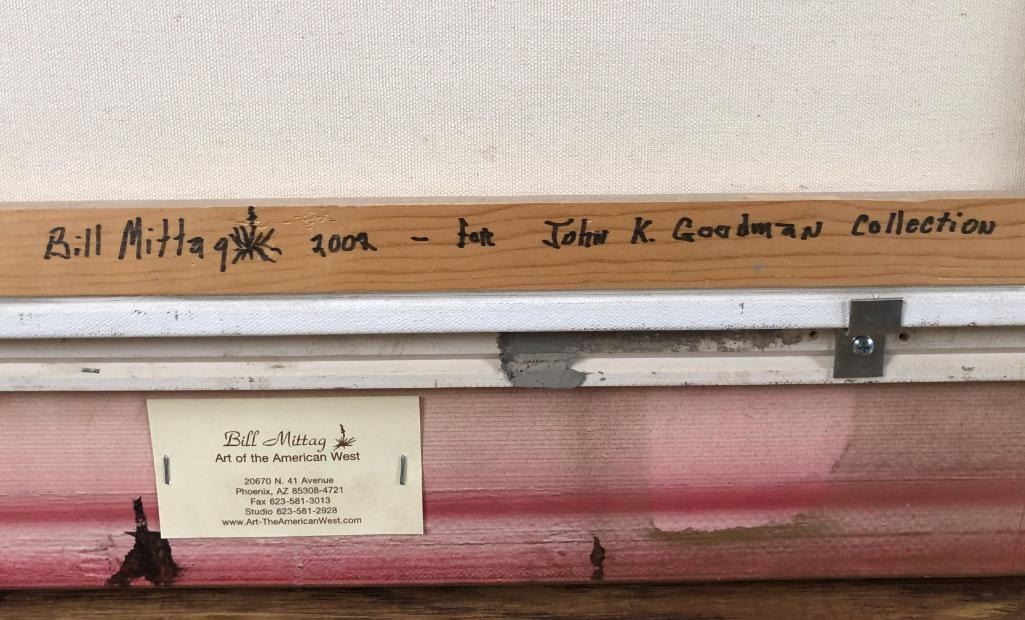 Bill Mittag 2002 - for John K. Goodman Collection
Bill Mittag
Art of the American West
20670 N. 41 Avenue
Phoenix, AZ 85308-4721
Fax 623-581-3013
Studio 623-581-2928
www.Art-TheAmericanWest.com